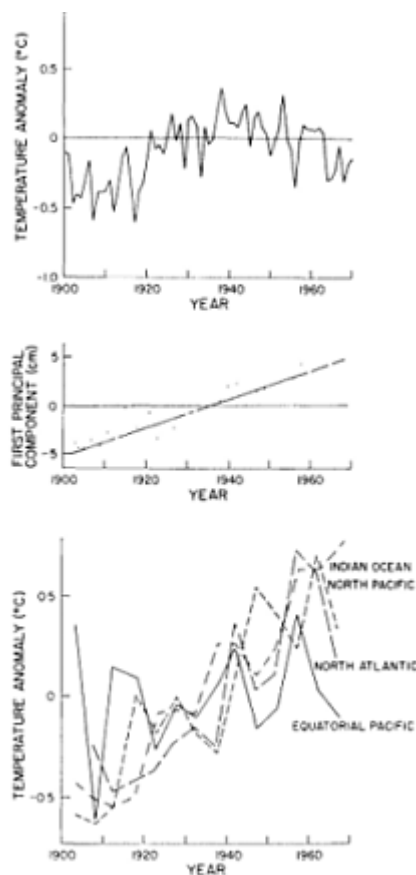 TEMPERATURE ANOMALY (°C)
0.5
0
-0.5
-1.0
1900
1920
1940
1960
YEAR
FIRST PRINCIPAL
COMPONENT (cm)
5
0
-5
1900
1920
1940
1960
YEAR
TEMPERATURE ANOMALY (°C)
0.5
0
-0.5
INDIAN OCEAN
NORTH PACIFIC
NORTH ATLANTIC
EQUATORIAL PACIFIC
1900
1920
1940
1960
YEAR